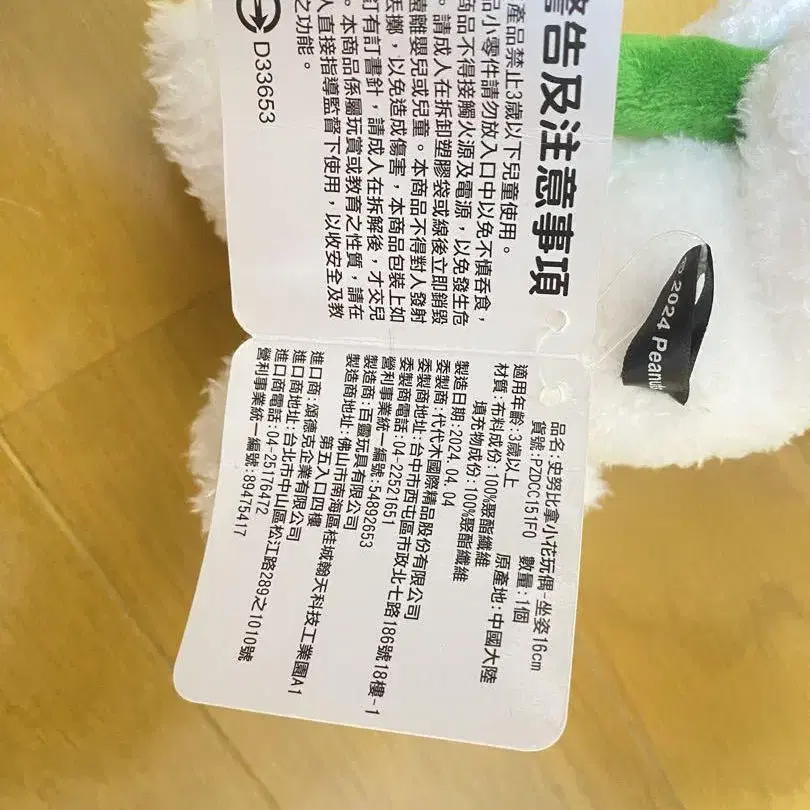 警告及注意事項
產品禁止3歲以下兒童使用。
品小零件請勿放入口中以免不慎吞食，
商品不得接觸火源及電源，以免發生危
。請成人在拆卸塑膠袋或線後立即銷毀
遠離嬰兒或兒童。本商品不得對人發射
丟擲，以免造成傷害，本商品包裝上如
訂有訂書針，請成人在拆解後，才交兒
。本商品係屬玩賞或教育之性質，請在
人直接指導監督下使用，以收安全及教
之功能。
D33653
品名:史努比拿小花玩偶-坐姿16cm
貨號:PZDC151F0 數量:1個
適用年齡:3歲以上 原產地:中國大陸
材質:布料成份:100%聚酯纖維
填充物成份:100%聚酯纖維
製造日期:2024.04.04
委製商:代代木國際精品股份有限公司
委製商地址:台中市西屯區市政北七路186號18樓-1
委製商電話:04-22521651
營利事業統一編號:54892653
製造商:百靈玩具有限公司
製造商地址:佛山市南海區桂城翰天科技工業園A1
第五入口四樓
進口商:頌德克企業有限公司
進口商地址:台北市中山區松江路289之1010號
進口商電話:04-25176472
營利事業統一編號:89475417
© 2024 Peanuts